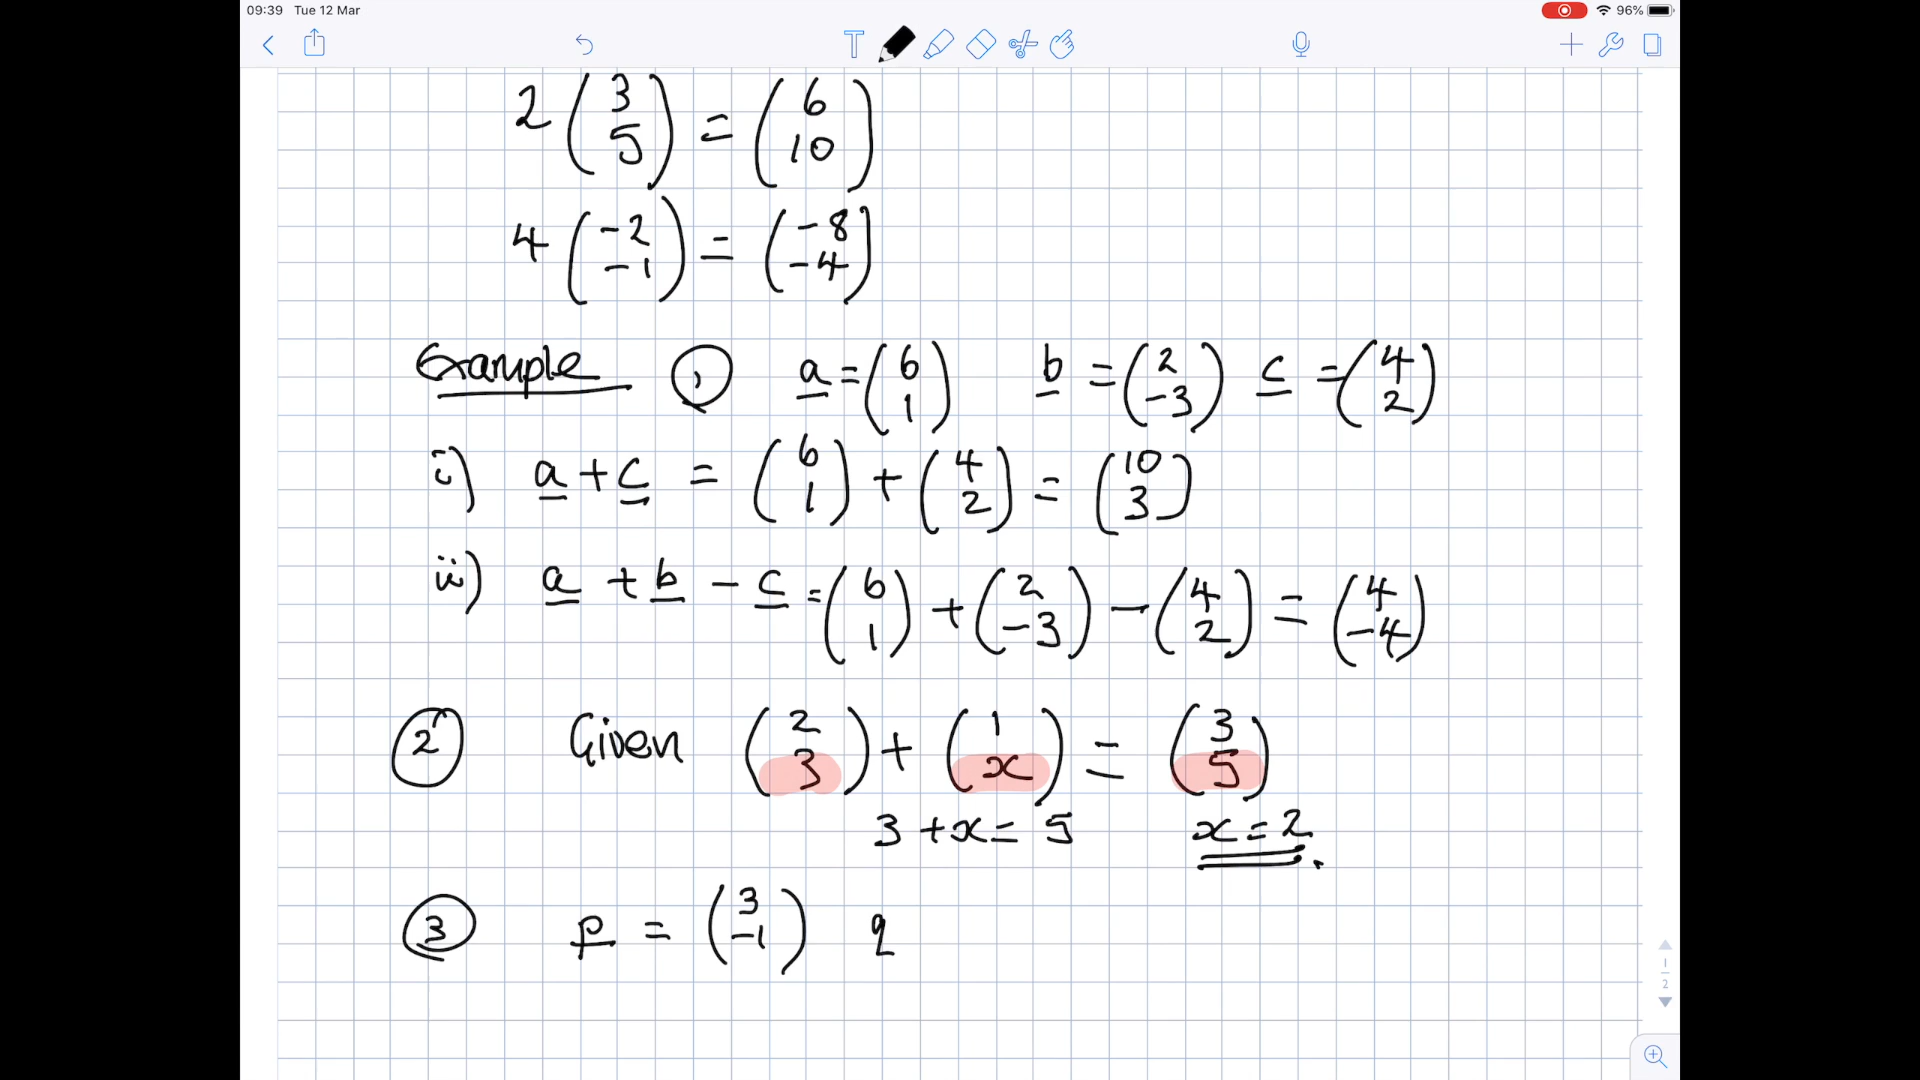 09:39 Tue 12 Mar
96%
T
2 (3 5) = (6 10)
4 (-2 -1) = (-8 -4)
Example ① a = (6 1) b = (2 -3) c = (4 2)
i) a + c = (6 1) + (4 2) = (10 3)
ii) a + b - c = (6 1) + (2 -3) - (4 2) = (4 -4)
② Given (2 3) + (1 x) = (3 5)
3 + x = 5 x = 2.
③ p = (3 -1) q
1
2